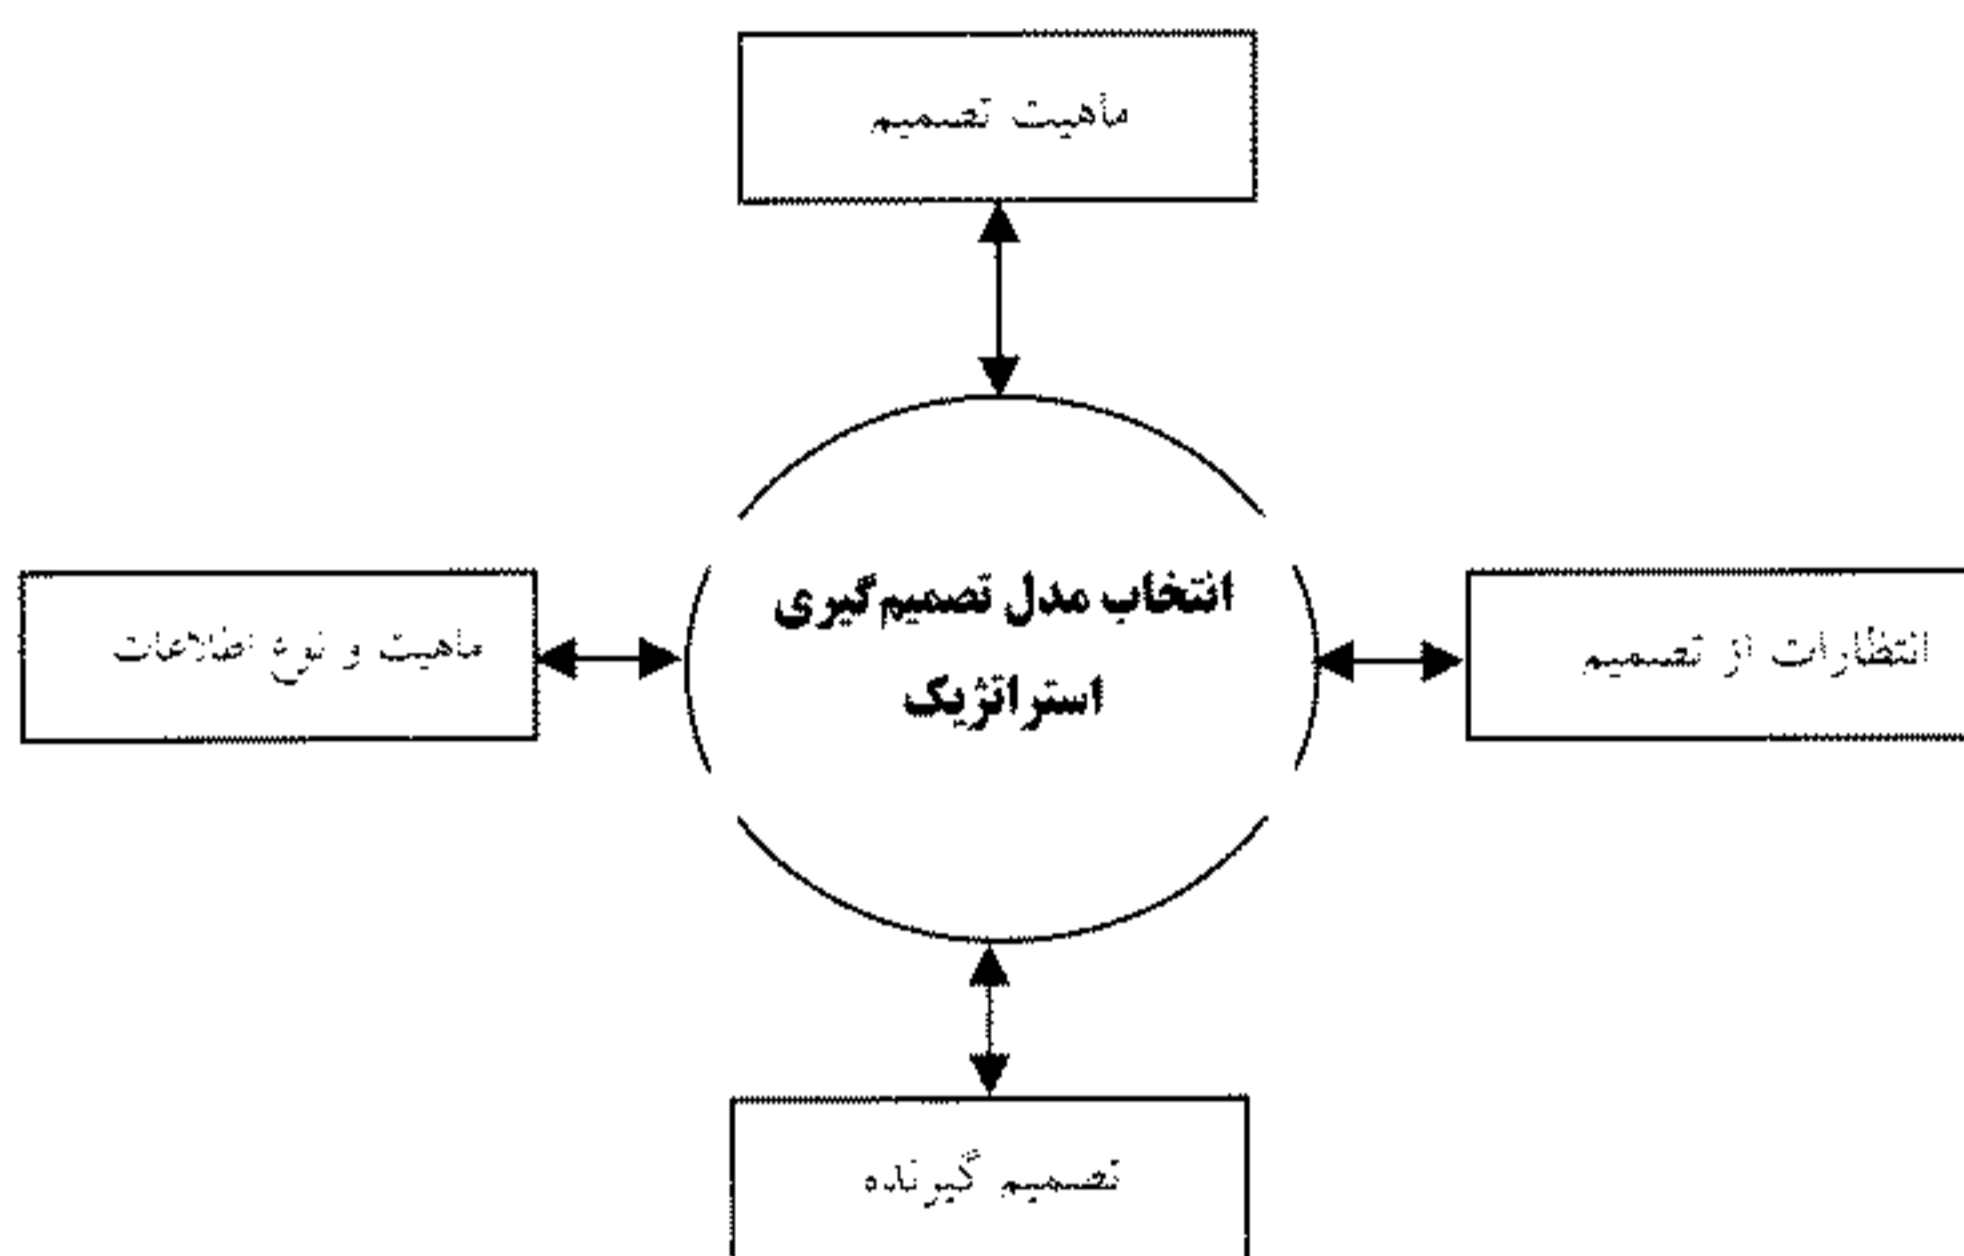 ماهیت تصمیم
انتخاب مدل تصمیم‌گیری
استراتژیک
انتظارات از تصمیم
ماهیت و نوع اطلاعات
تصمیم گیرنده